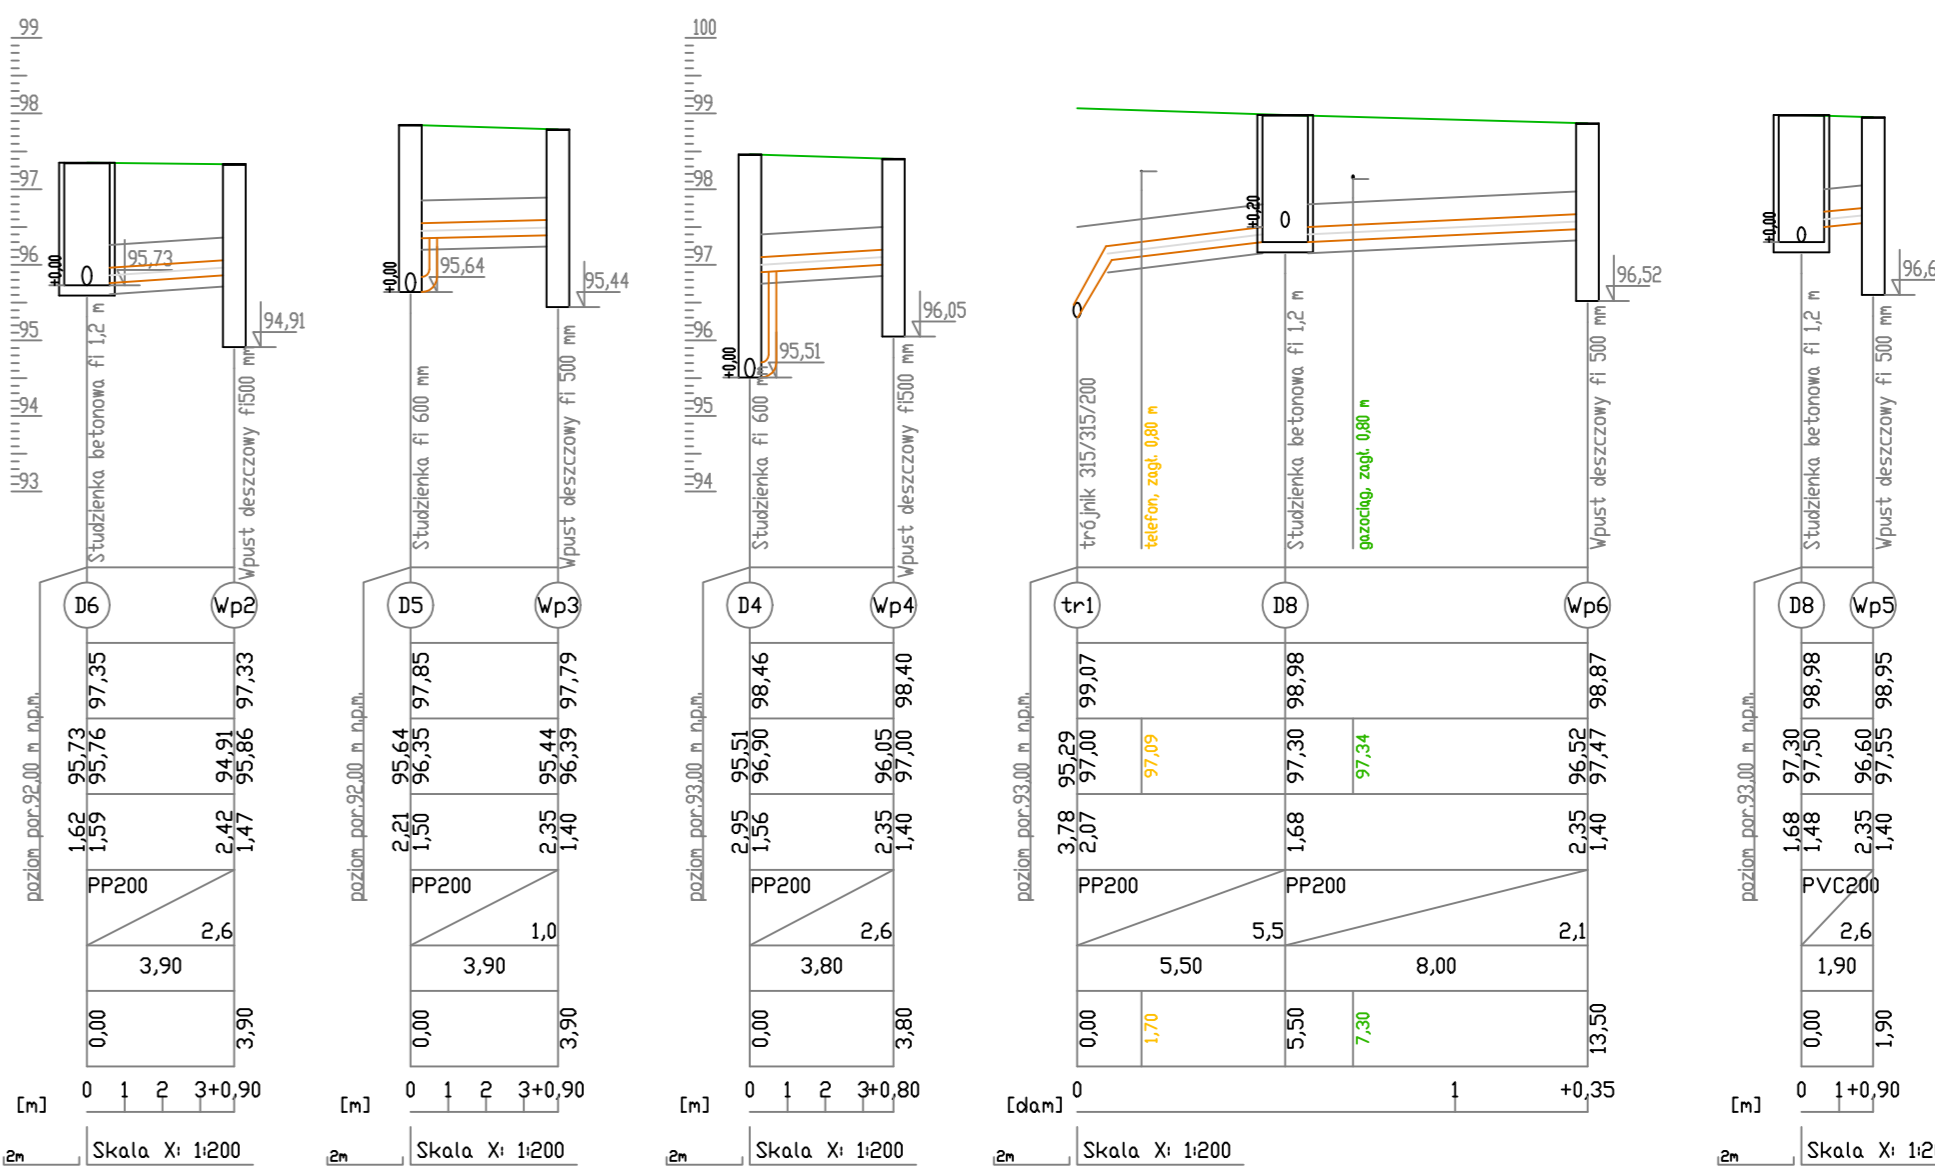 99
98
97
96
95
94
93
+0,00
95,73
94,91
Studzienka betonowa fi 1,2 m
Wpust deszczowy fi500 mm
poziom por.92,00 m n.p.m.
D6
Wp2
97,35
97,33
95,73
95,76
94,91
95,86
1,62
1,59
2,42
1,47
PP200
2,6
3,90
0,00
3,90
[m]
0 1 2 3+0,90
2m
Skala X: 1:200
+0,00
95,64
95,44
Studzienka fi 600 mm
Wpust deszczowy fi 500 mm
poziom por.92,00 m n.p.m.
D5
Wp3
97,85
97,79
95,64
96,35
95,44
96,39
2,21
1,50
2,35
1,40
PP200
1,0
3,90
0,00
3,90
[m]
0 1 2 3+0,90
2m
Skala X: 1:200
100
99
98
97
96
95
94
+0,00
95,51
96,05
Studzienka fi 600 mm
Wpust deszczowy fi500 mm
poziom por.93,00 m n.p.m.
D4
Wp4
98,46
98,40
95,51
96,90
96,05
97,00
2,95
1,56
2,35
1,40
PP200
2,6
3,80
0,00
3,80
[m]
0 1 2 3+0,80
2m
Skala X: 1:200
+0,20
96,52
trójnik 315/315/200
telefon, zagł. 0,80 m
Studzienka betonowa fi 1,2 m
gazociąg, zagł. 0,80 m
Wpust deszczowy fi 500 mm
poziom por.93,00 m n.p.m.
tr1
D8
Wp6
99,07
98,98
98,87
95,29
97,00
97,09
97,30
97,34
96,52
97,47
3,78
2,07
1,68
2,35
1,40
PP200
5,5
PP200
2,1
5,50
8,00
0,00
1,70
5,50
7,30
13,50
[dam]
0 1 +0,35
2m
Skala X: 1:200
+0,00
96,6
Studzienka betonowa fi 1,2 m
Wpust deszczowy fi 500 mm
poziom por.93,00 m n.p.m.
D8
Wp5
98,98
98,95
97,30
97,50
96,60
97,55
1,68
1,48
2,35
1,40
PVC200
2,6
1,90
0,00
1,90
[m]
0 1+0,90
2m
Skala X: 1:2